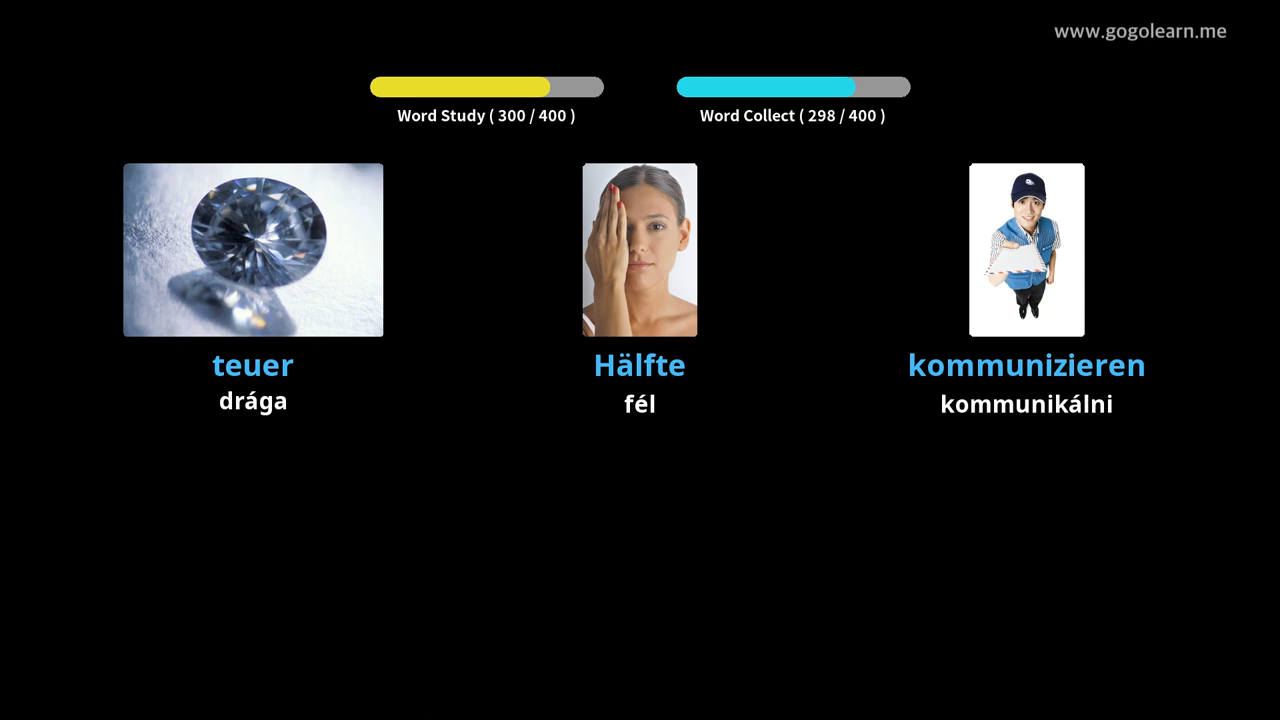 www.gogolearn.me
Word Study ( 300 / 400 )
Word Collect ( 298 / 400 )
teuer
drága
Hälfte
fél
kommunizieren
kommunikálni